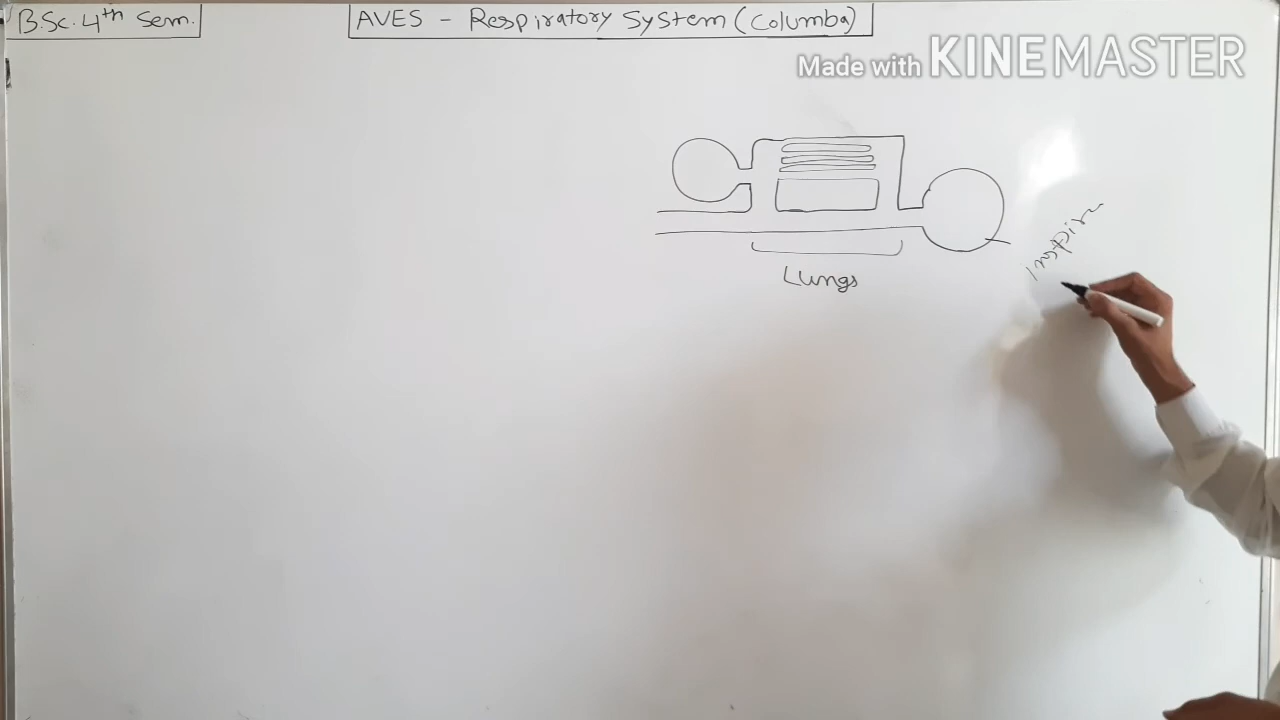 B.Sc. 4th Sem.
AVES - Respiratory System (Columba)
Made with KINEMASTER
Lungs
Inspir